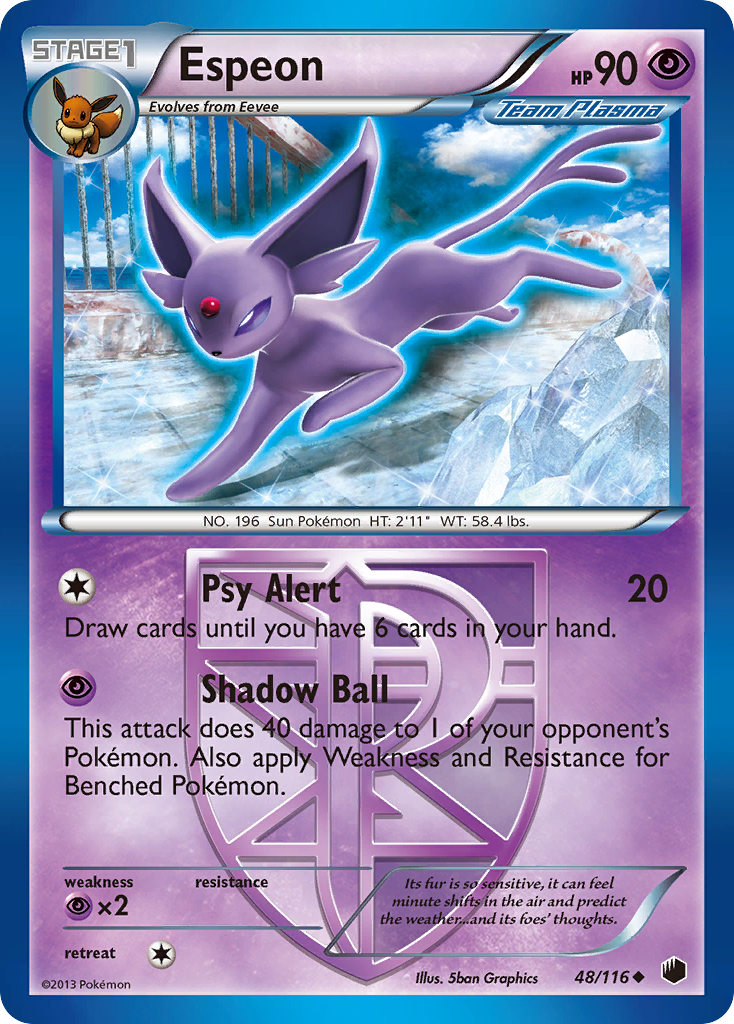 STAGE1
Espeon
HP 90
Evolves from Eevee
Team Plasma
NO. 196 Sun Pokémon HT: 2'11" WT: 58.4 lbs.
Psy Alert 20
Draw cards until you have 6 cards in your hand.
Shadow Ball
This attack does 40 damage to 1 of your opponent's
Pokémon. Also apply Weakness and Resistance for
Benched Pokémon.
weakness resistance
×2
Its fur is so sensitive, it can feel
minute shifts in the air and predict
the weather...and its foes' thoughts.
retreat
©2013 Pokémon
Illus. 5ban Graphics
48/116